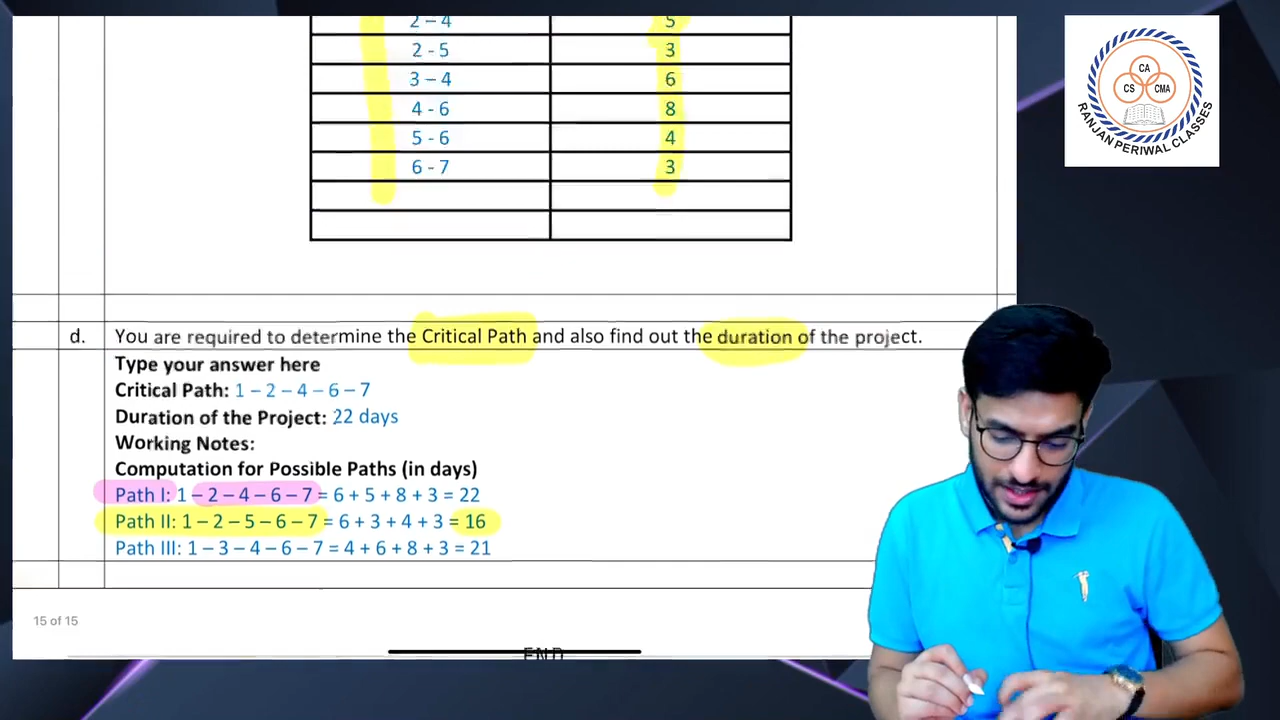 2 – 4 5
2 - 5 3
3 – 4 6
4 - 6 8
5 - 6 4
6 - 7 3
CA
CS CMA
RANJAN PERIWAL CLASSES
d. You are required to determine the Critical Path and also find out the duration of the project.
Type your answer here
Critical Path: 1 – 2 – 4 – 6 – 7
Duration of the Project: 22 days
Working Notes:
Computation for Possible Paths (in days)
Path I: 1 – 2 – 4 – 6 – 7 = 6 + 5 + 8 + 3 = 22
Path II: 1 – 2 – 5 – 6 – 7 = 6 + 3 + 4 + 3 = 16
Path III: 1 – 3 – 4 – 6 – 7 = 4 + 6 + 8 + 3 = 21
15 of 15
END